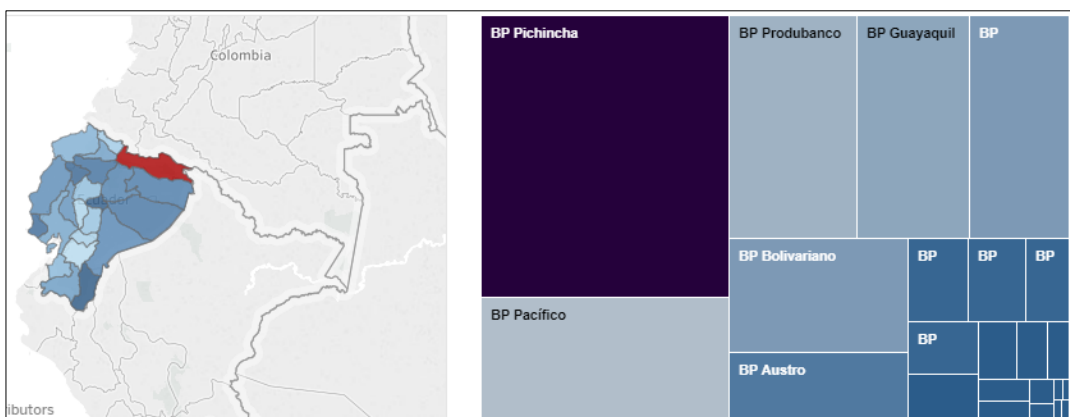 Colombia
BP Pichincha
BP Produbanco
BP Guayaquil
BP
BP Pacífico
BP Bolivariano
BP
BP
BP
BP
BP Austro
ibutors